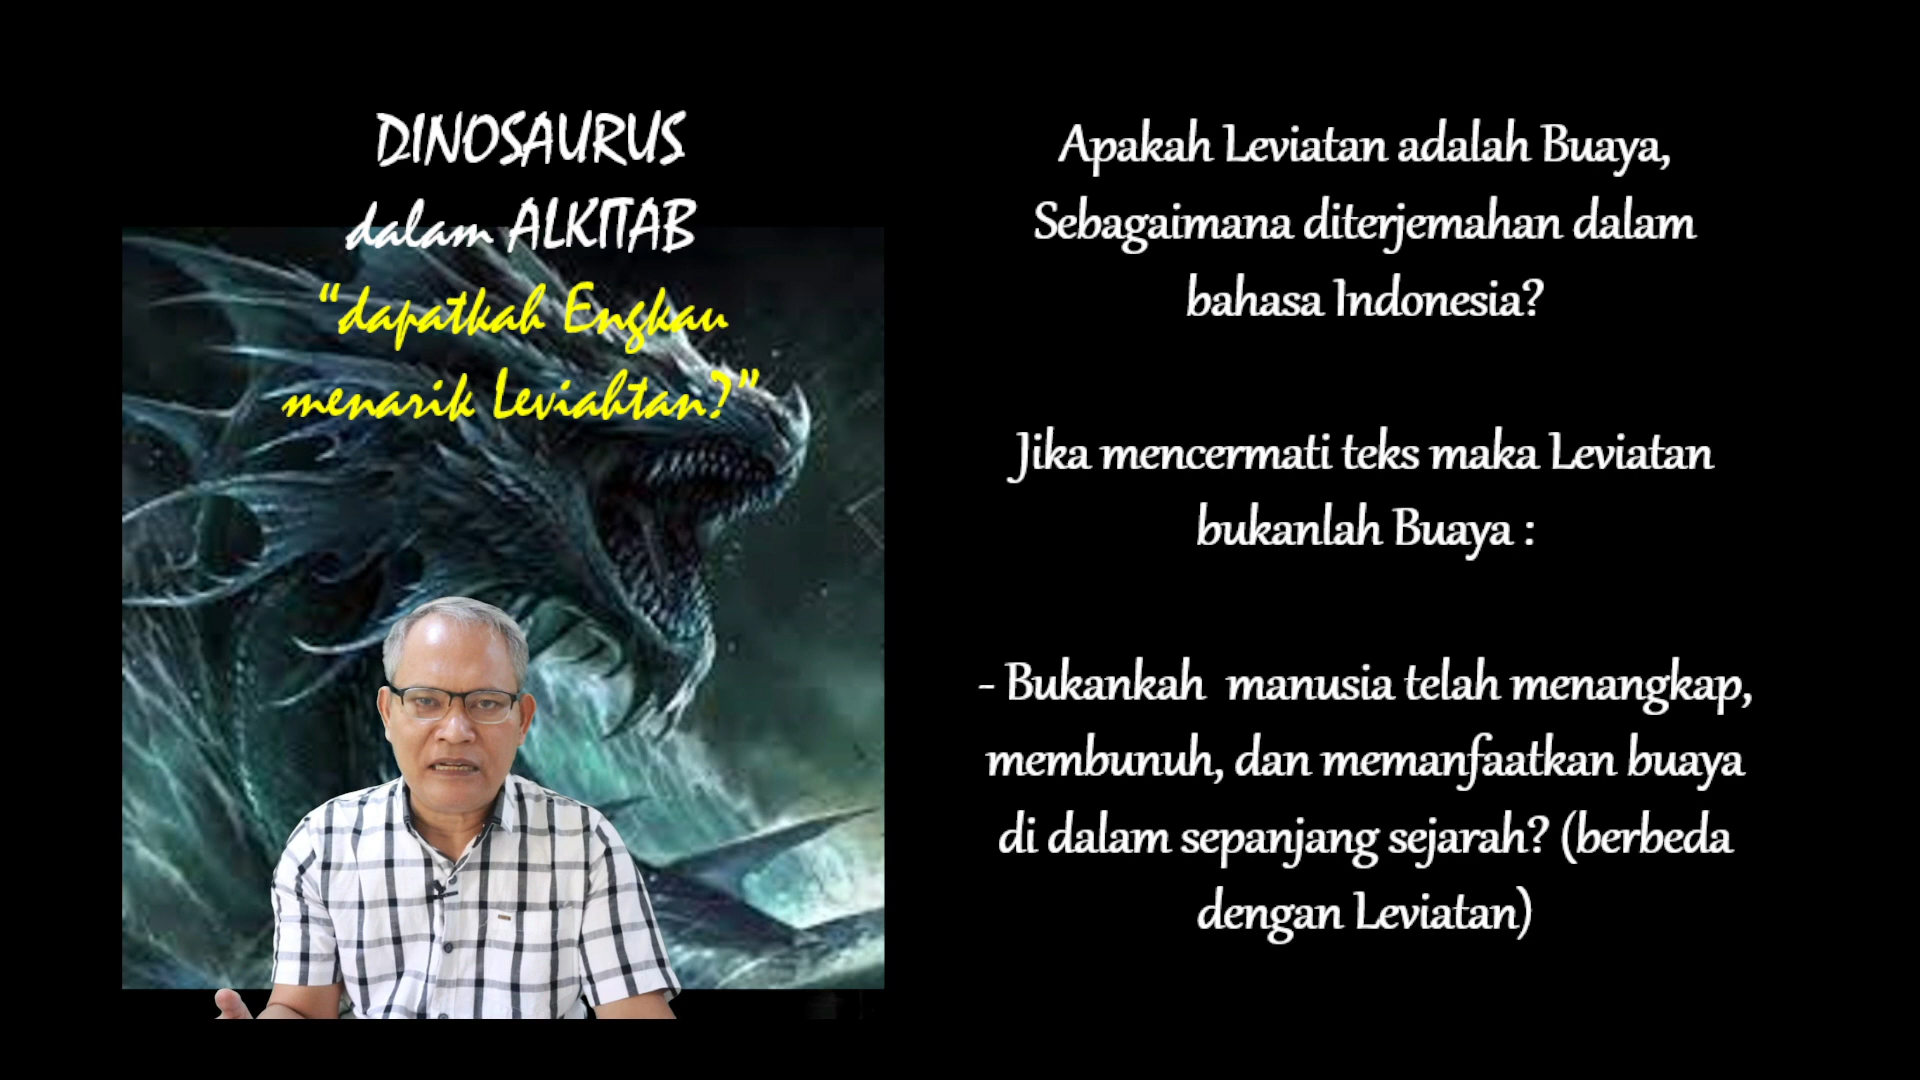 DINOSAURUS
dalam ALKITAB
“dapatkah Engkau
menarik Leviahtan?”
Apakah Leviatan adalah Buaya,
Sebagaimana diterjemahan dalam
bahasa Indonesia?
Jika mencermati teks maka Leviatan
bukanlah Buaya :
- Bukankah  manusia telah menangkap,
membunuh, dan memanfaatkan buaya
di dalam sepanjang sejarah? (berbeda
dengan Leviatan)